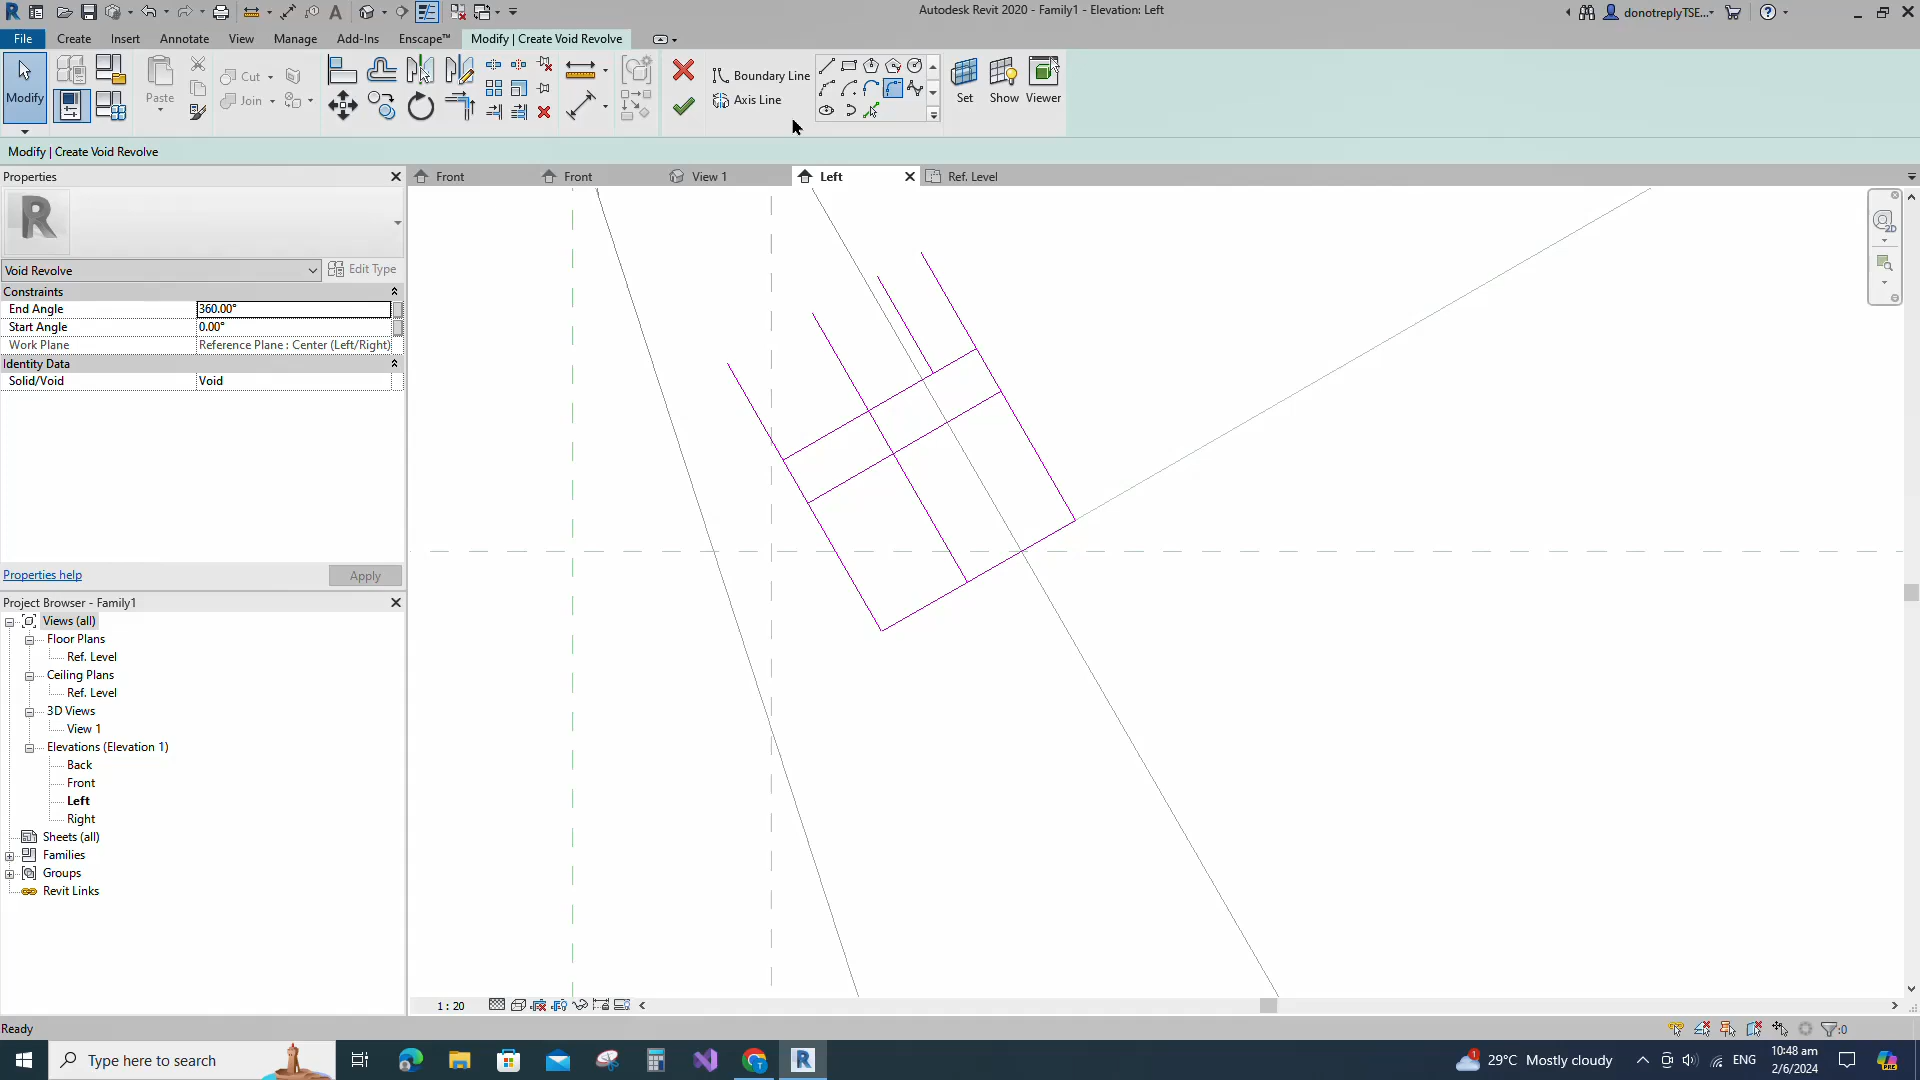 Autodesk Revit 2020 - Family1 - Elevation: Left
donotreplyTSE...
File
Create
Insert
Annotate
View
Manage
Add-Ins
Enscape™
Modify | Create Void Revolve
Modify
Paste
Cut
Join
Boundary Line
Axis Line
Set
Show
Viewer
Modify | Create Void Revolve
Properties
Front
Front
View 1
Left
Ref. Level
Void Revolve
Edit Type
Constraints
End Angle
360.00°
Start Angle
0.00°
Work Plane
Reference Plane : Center (Left/Right)
Identity Data
Solid/Void
Void
Properties help
Apply
Project Browser - Family1
Views (all)
Floor Plans
Ref. Level
Ceiling Plans
Ref. Level
3D Views
View 1
Elevations (Elevation 1)
Back
Front
Left
Right
Sheets (all)
Families
Groups
Revit Links
1 : 20
Ready
:0
Type here to search
29°C Mostly cloudy
ENG
10:48 am
2/6/2024